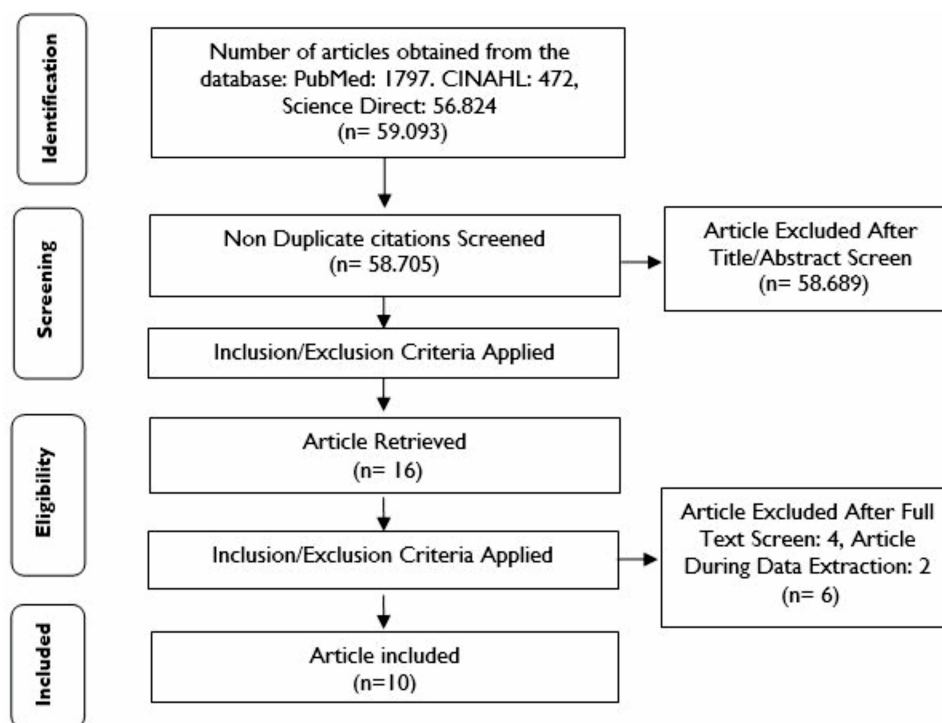 Identification
Number of articles obtained from the
database: PubMed: 1797. CINAHL: 472,
Science Direct: 56.824
(n= 59.093)
Screening
Non Duplicate citations Screened
(n= 58.705)
Article Excluded After
Title/Abstract Screen
(n= 58.689)
Inclusion/Exclusion Criteria Applied
Eligibility
Article Retrieved
(n= 16)
Inclusion/Exclusion Criteria Applied
Article Excluded After Full
Text Screen: 4, Article
During Data Extraction: 2
(n= 6)
Included
Article included
(n=10)